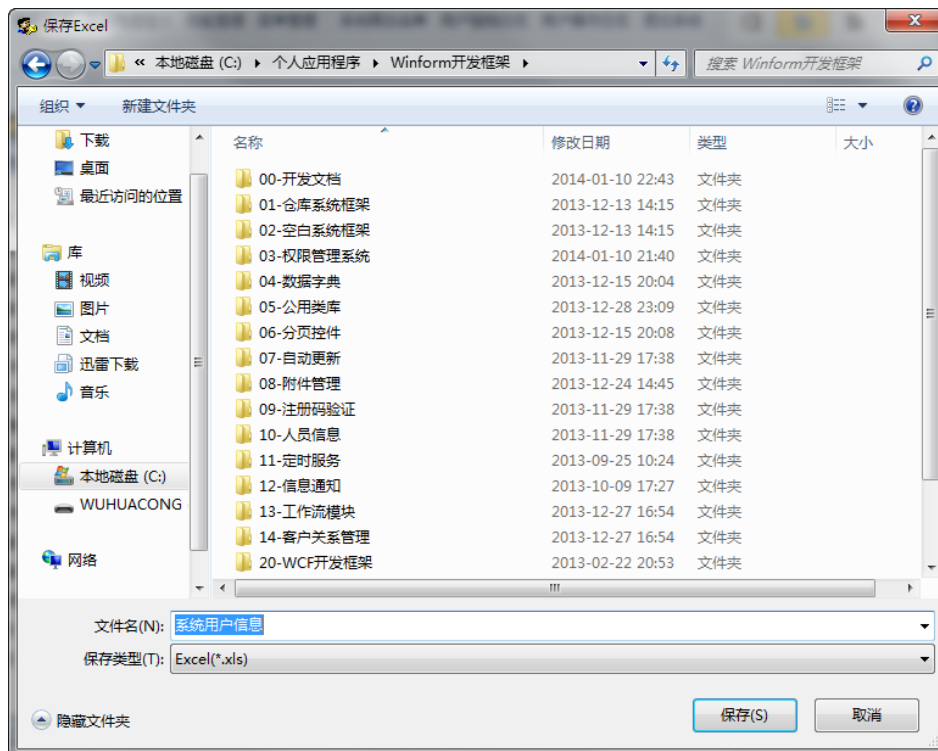 保存Excel
« 本地磁盘 (C:) 个人应用程序 Winform开发框架 搜索 Winform开发框架
组织 新建文件夹
下载
桌面
最近访问的位置
库
视频
图片
文档
迅雷下载
音乐
计算机
本地磁盘 (C:)
WUHUACONG
网络
名称 修改日期 类型 大小
00-开发文档 2014-01-10 22:43 文件夹
01-仓库系统框架 2013-12-13 14:15 文件夹
02-空白系统框架 2013-12-13 14:15 文件夹
03-权限管理系统 2014-01-10 21:40 文件夹
04-数据字典 2013-12-15 20:04 文件夹
05-公用类库 2013-12-28 23:09 文件夹
06-分页控件 2013-12-15 20:08 文件夹
07-自动更新 2013-11-29 17:38 文件夹
08-附件管理 2013-12-24 14:45 文件夹
09-注册码验证 2013-11-29 17:38 文件夹
10-人员信息 2013-11-29 17:38 文件夹
11-定时服务 2013-09-25 10:24 文件夹
12-信息通知 2013-10-09 17:27 文件夹
13-工作流模块 2013-12-27 16:54 文件夹
14-客户关系管理 2013-12-27 16:54 文件夹
20-WCF开发框架 2013-02-22 20:53 文件夹
文件名(N): 系统用户信息
保存类型(T): Excel(*.xls)
隐藏文件夹 保存(S) 取消